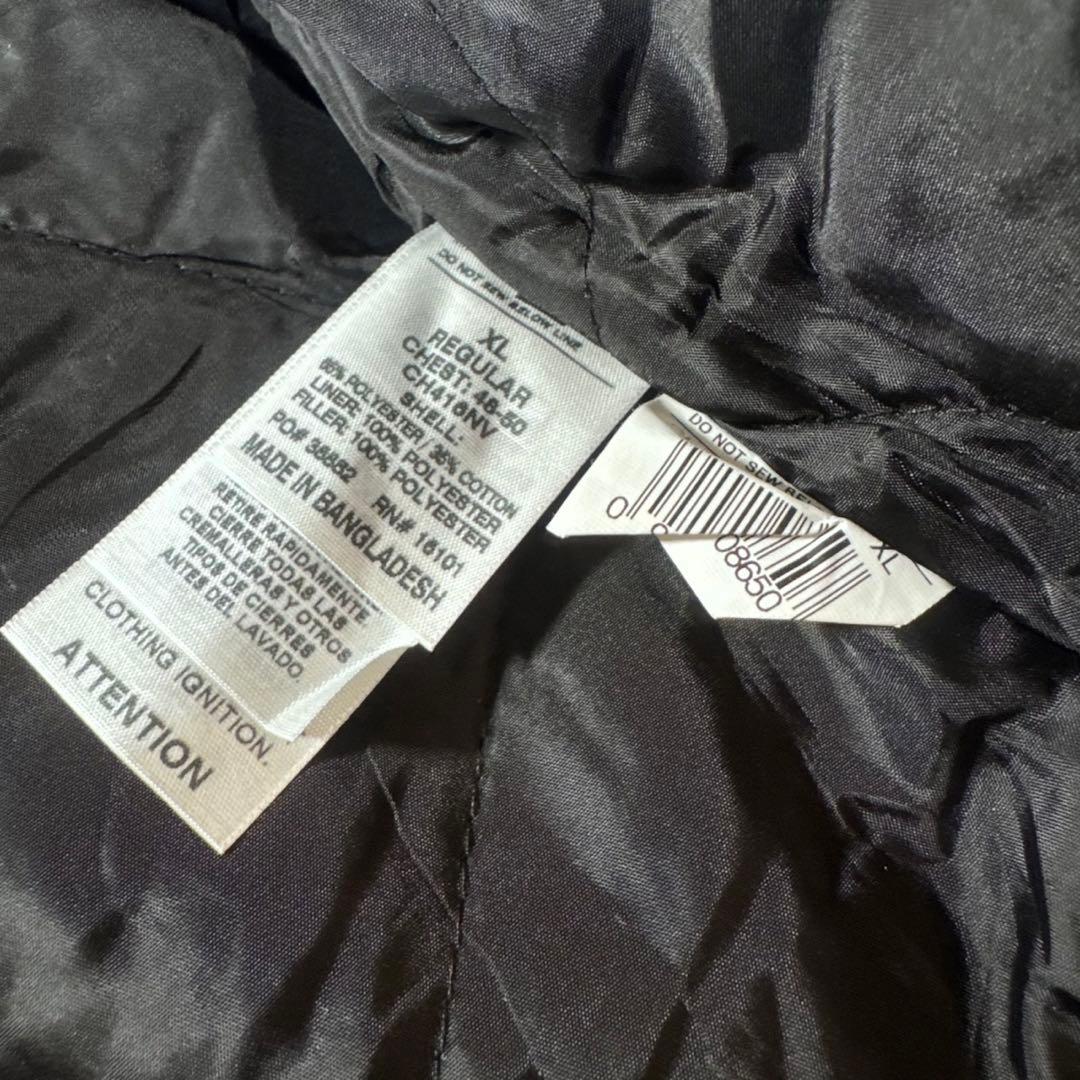 DO NOT SEW BELOW LINE
XL
REGULAR
CHEST: 48-50
CH416NV
SHELL:
65% POLYESTER / 35% COTTON
LINER: 100% POLYESTER
FILLER: 100% POLYESTER
PO# 36852 RN# 16101
MADE IN BANGLADESH
RETIRE RAPIDAMENTE
CIERRE TODAS LAS
CREMALLERAS Y OTROS
TIPOS DE CIERRES
ANTES DEL LAVADO.
CLOTHING IGNITION.
ATTENTION
DO NOT SEW
0
08650
XL